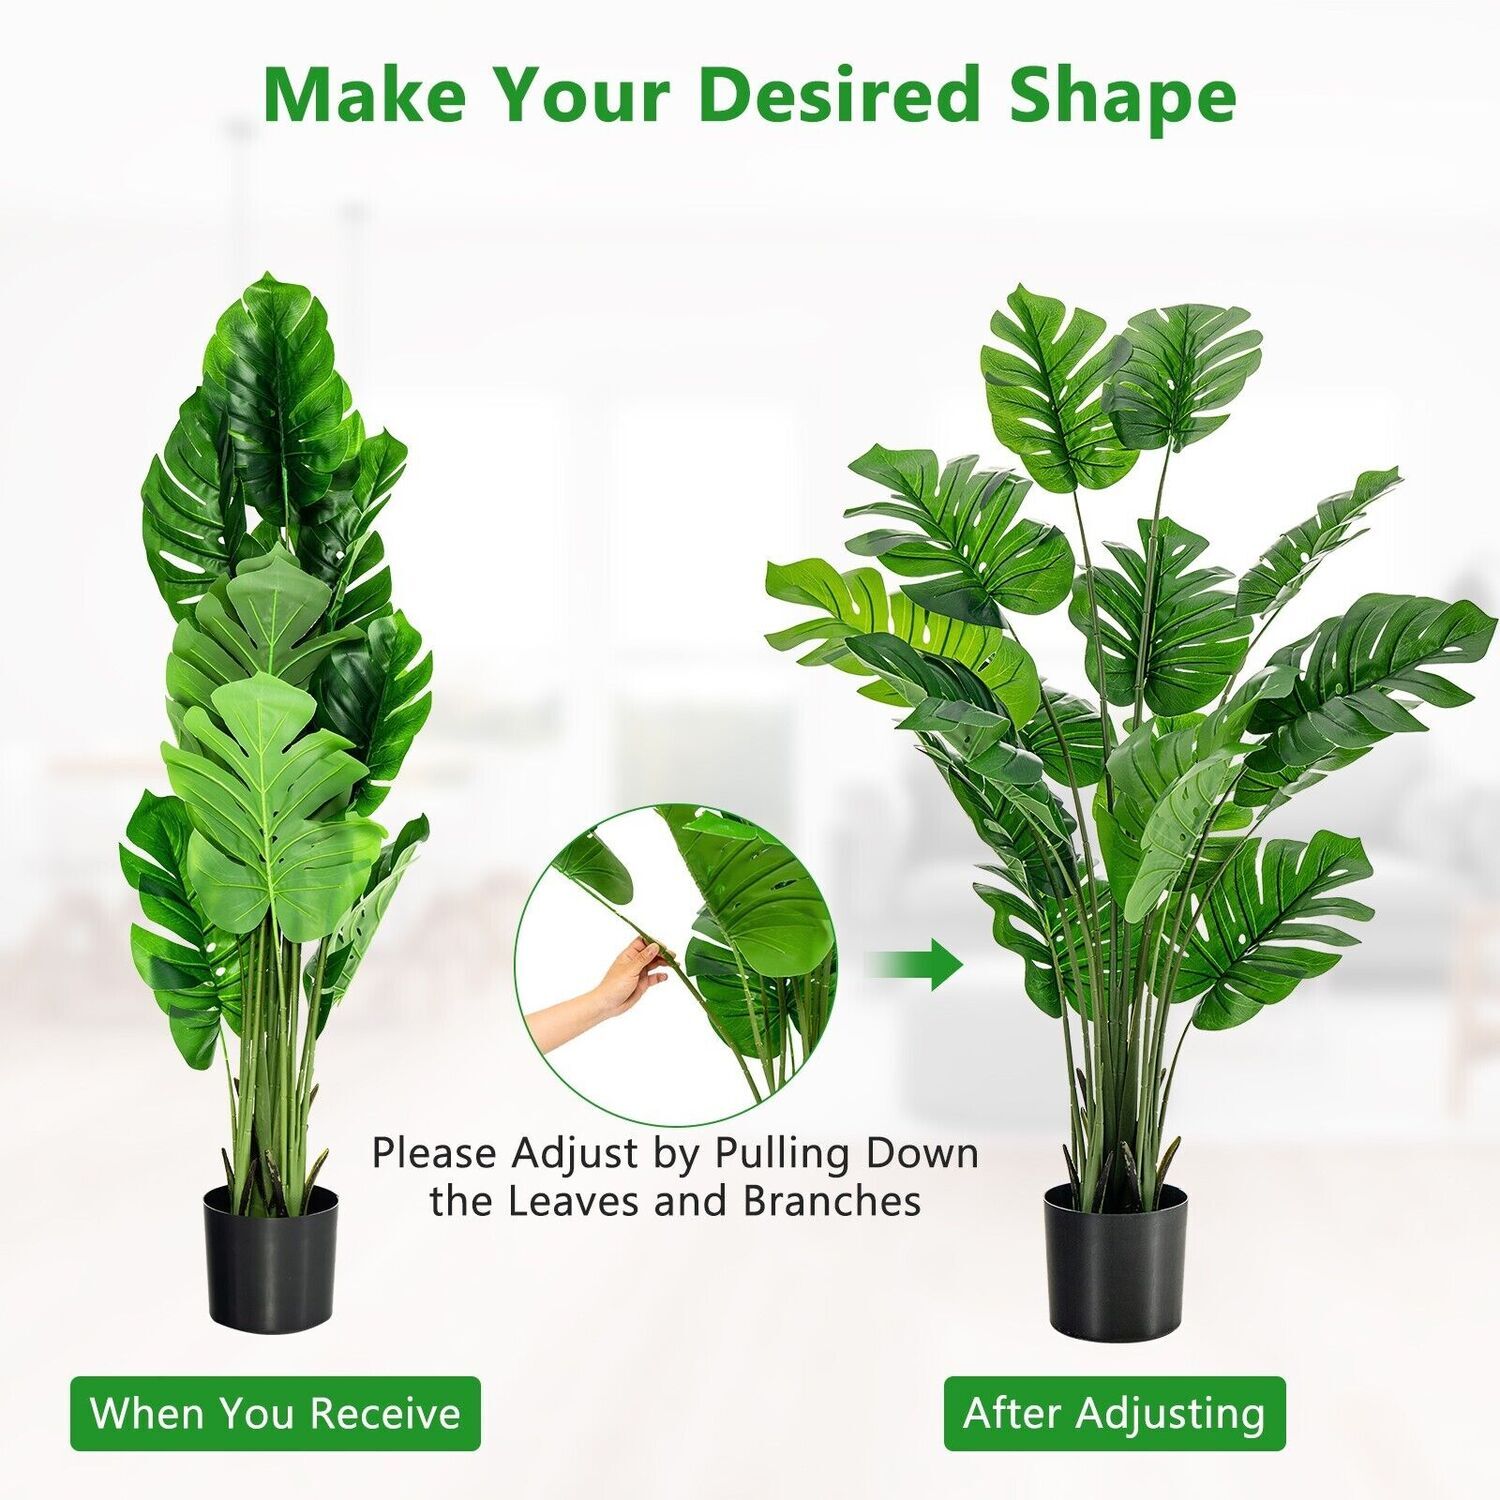 Make Your Desired Shape
Please Adjust by Pulling Down
the Leaves and Branches
When You Receive
After Adjusting